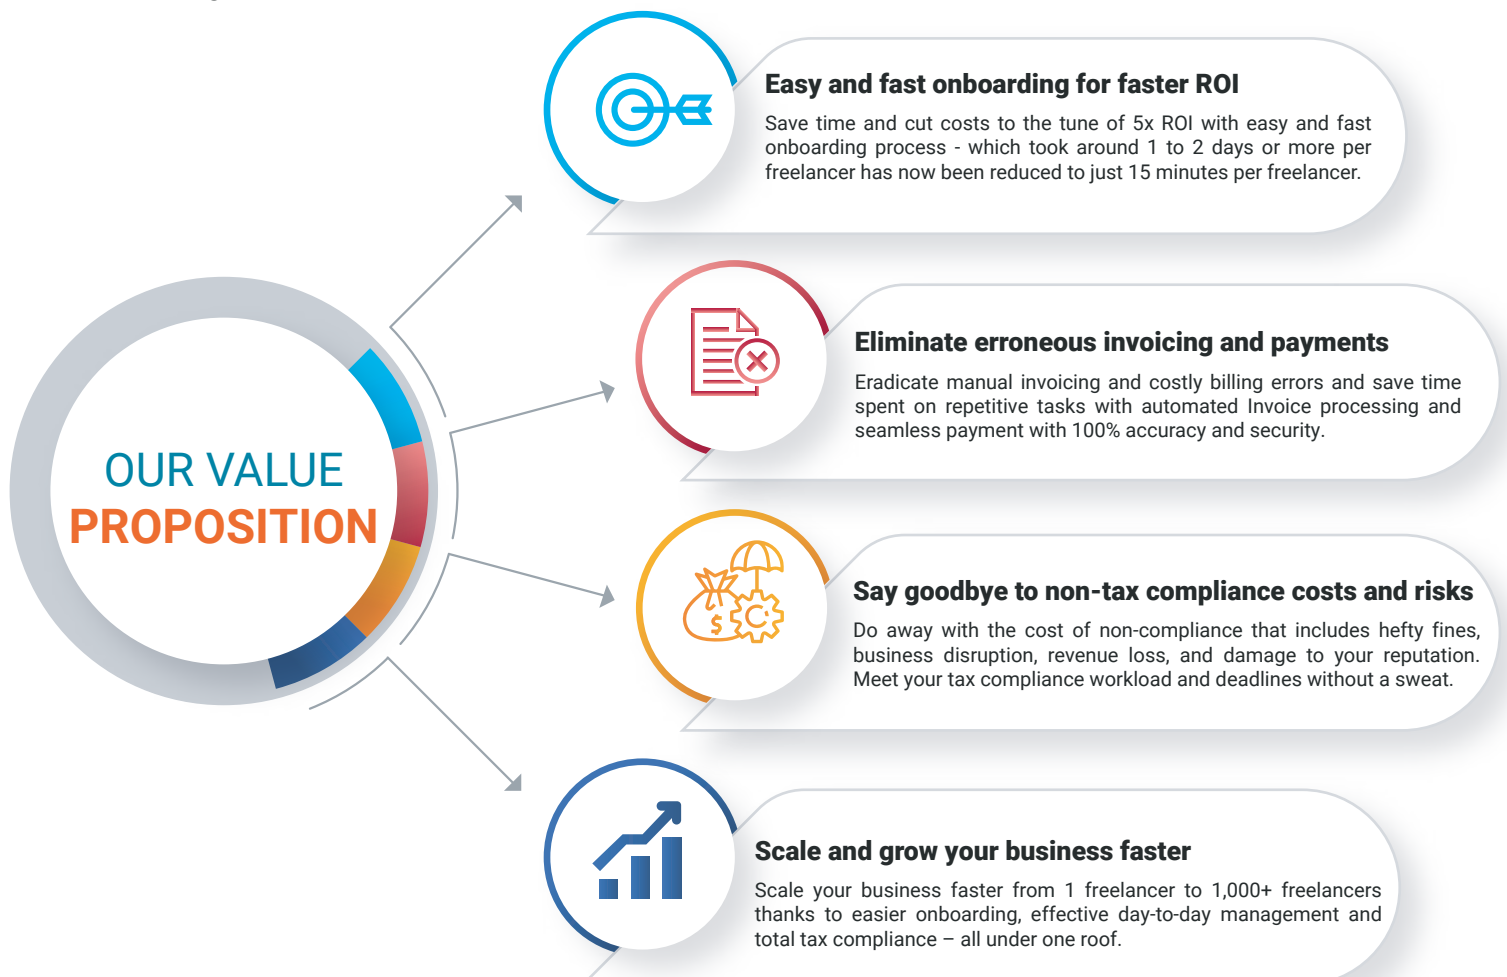 OUR VALUE
PROPOSITION
Easy and fast onboarding for faster ROI
Save time and cut costs to the tune of 5x ROI with easy and fast
onboarding process - which took around 1 to 2 days or more per
freelancer has now been reduced to just 15 minutes per freelancer.
Eliminate erroneous invoicing and payments
Eradicate manual invoicing and costly billing errors and save time
spent on repetitive tasks with automated Invoice processing and
seamless payment with 100% accuracy and security.
Say goodbye to non-tax compliance costs and risks
Do away with the cost of non-compliance that includes hefty fines,
business disruption, revenue loss, and damage to your reputation.
Meet your tax compliance workload and deadlines without a sweat.
Scale and grow your business faster
Scale your business faster from 1 freelancer to 1,000+ freelancers
thanks to easier onboarding, effective day-to-day management and
total tax compliance – all under one roof.